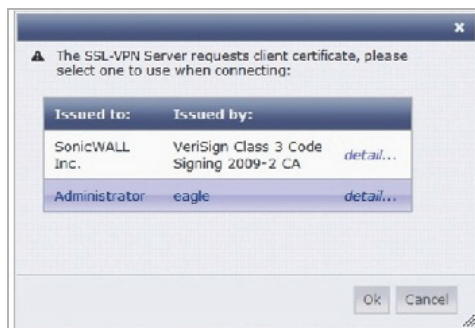 The SSL-VPN Server requests client certificate, please
select one to use when connecting:
Issued to: Issued by:
SonicWALL Inc. VeriSign Class 3 Code Signing 2009-2 CA detail...
Administrator eagle detail...
Ok Cancel